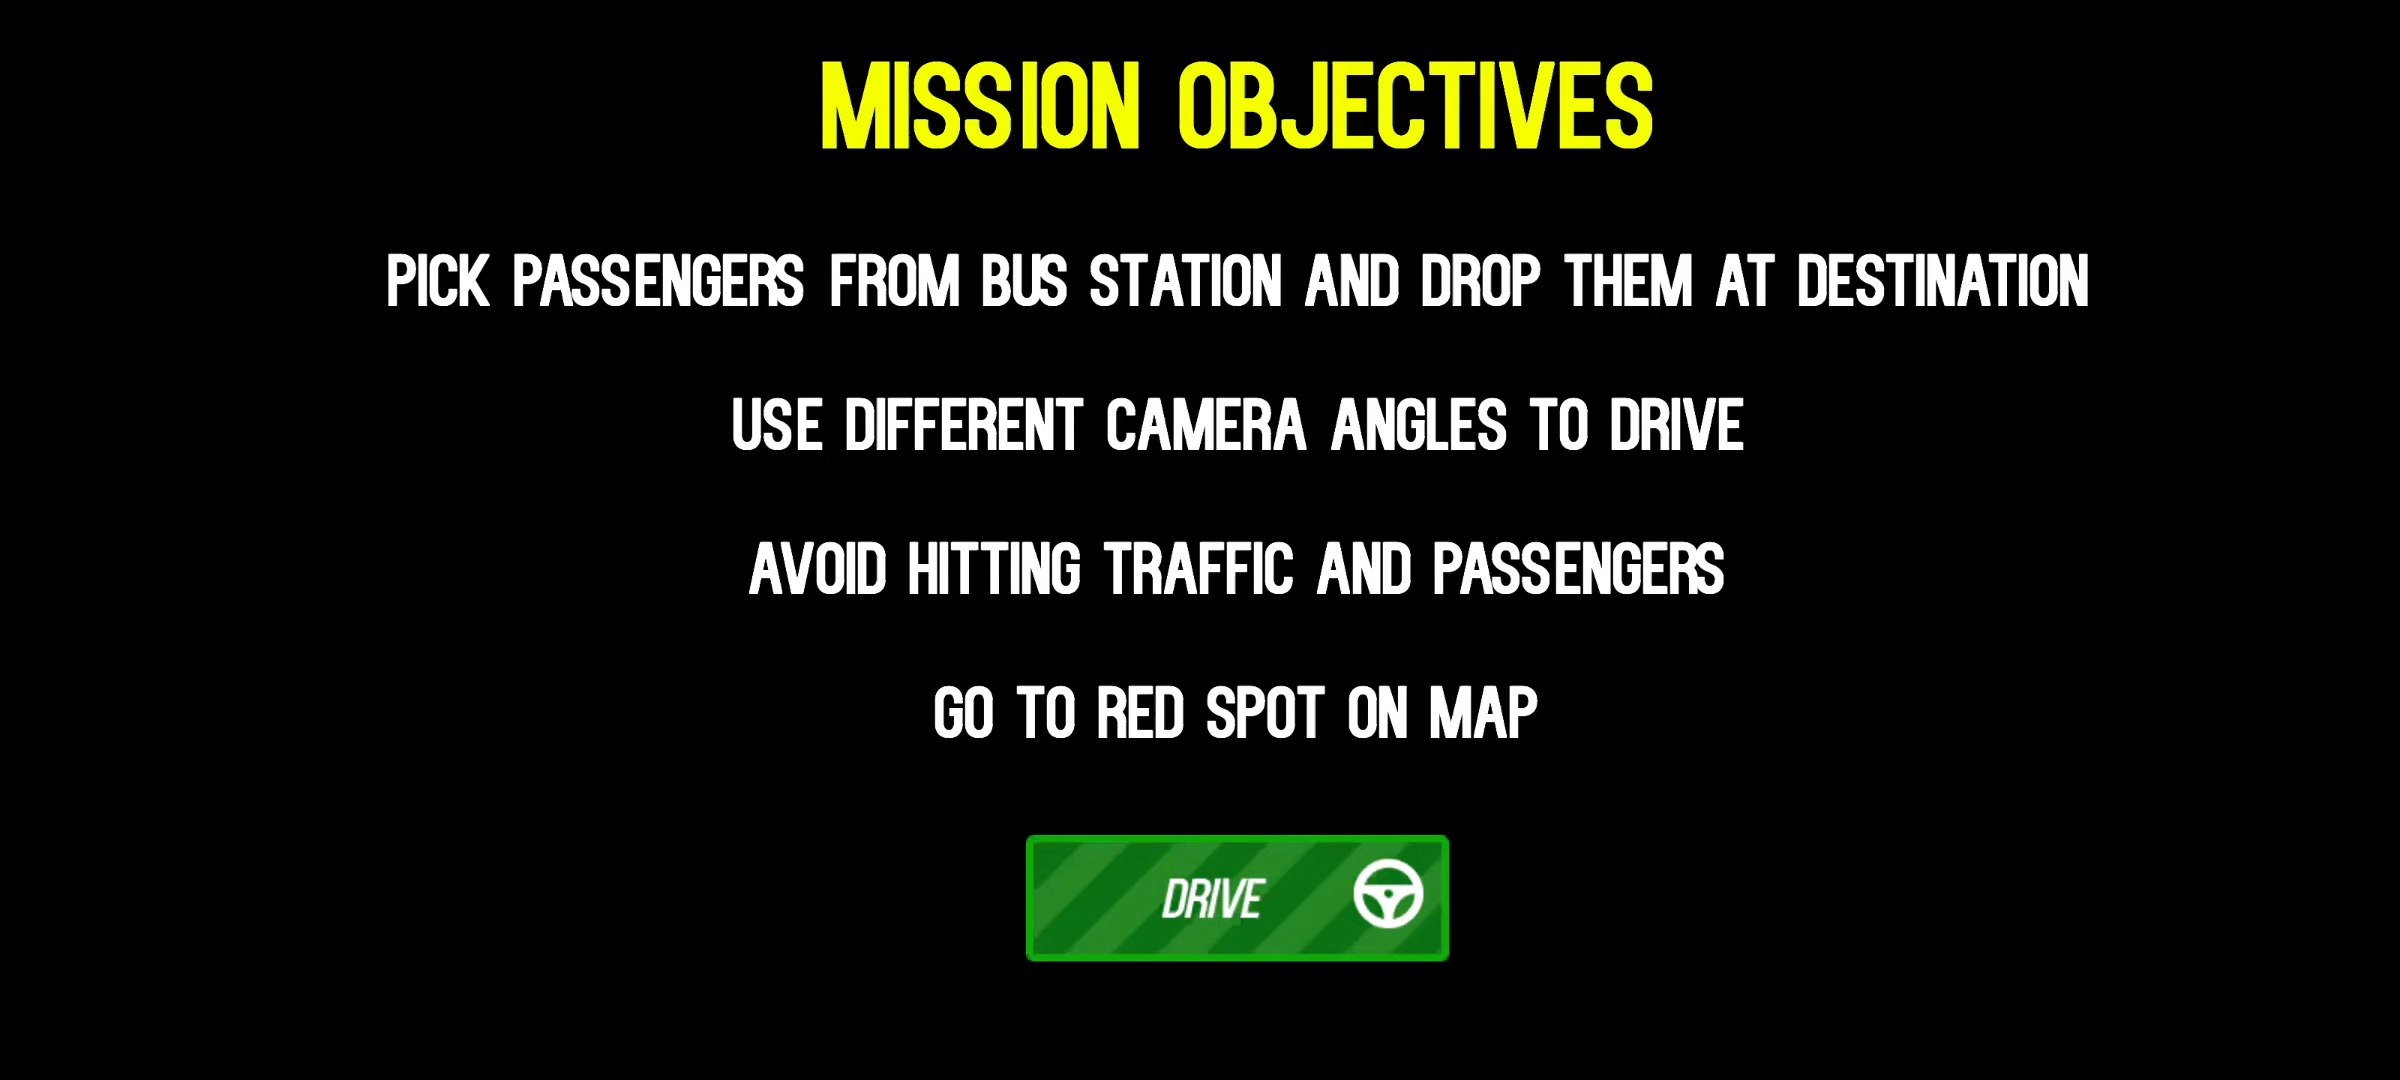 MISSION OBJECTIVES
PICK PASSENGERS FROM BUS STATION AND DROP THEM AT DESTINATION
USE DIFFERENT CAMERA ANGLES TO DRIVE
AVOID HITTING TRAFFIC AND PASSENGERS
GO TO RED SPOT ON MAP
DRIVE